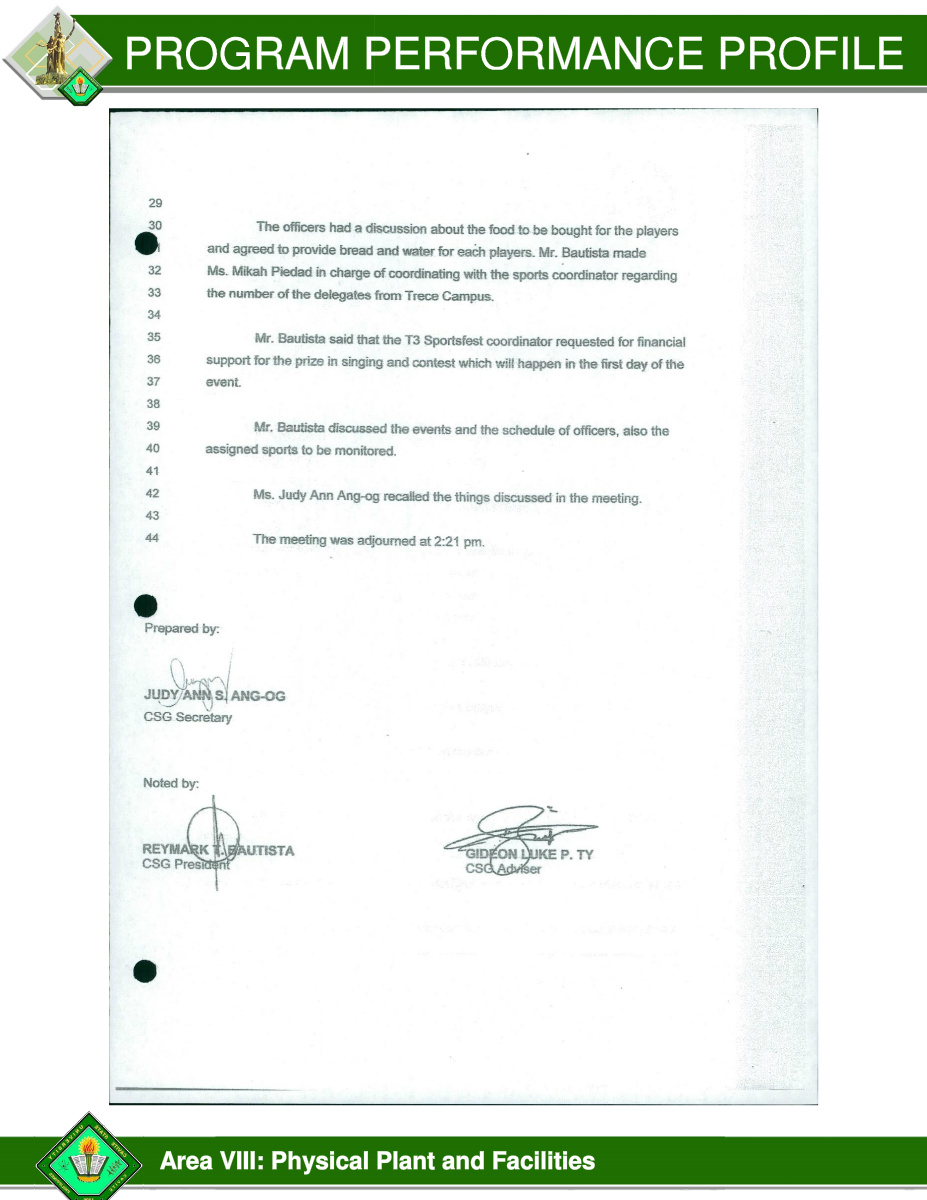 PROGRAM PERFORMANCE PROFILE
29
30 The officers had a discussion about the food to be bought for the players
and agreed to provide bread and water for each players. Mr. Bautista made
32 Ms. Mikah Piedad in charge of coordinating with the sports coordinator regarding
33 the number of the delegates from Trece Campus.
34
35 Mr. Bautista said that the T3 Sportsfest coordinator requested for financial
36 support for the prize in singing and contest which will happen in the first day of the
37 event.
38
39 Mr. Bautista discussed the events and the schedule of officers, also the
40 assigned sports to be monitored.
41
42 Ms. Judy Ann Ang-og recalled the things discussed in the meeting.
43
44 The meeting was adjourned at 2:21 pm.
Prepared by:
JUDY ANN S. ANG-OG
CSG Secretary
Noted by:
REYMARK T. BAUTISTA
CSG President
GIDEON LUKE P. TY
CSG Adviser
Area VIII: Physical Plant and Facilities